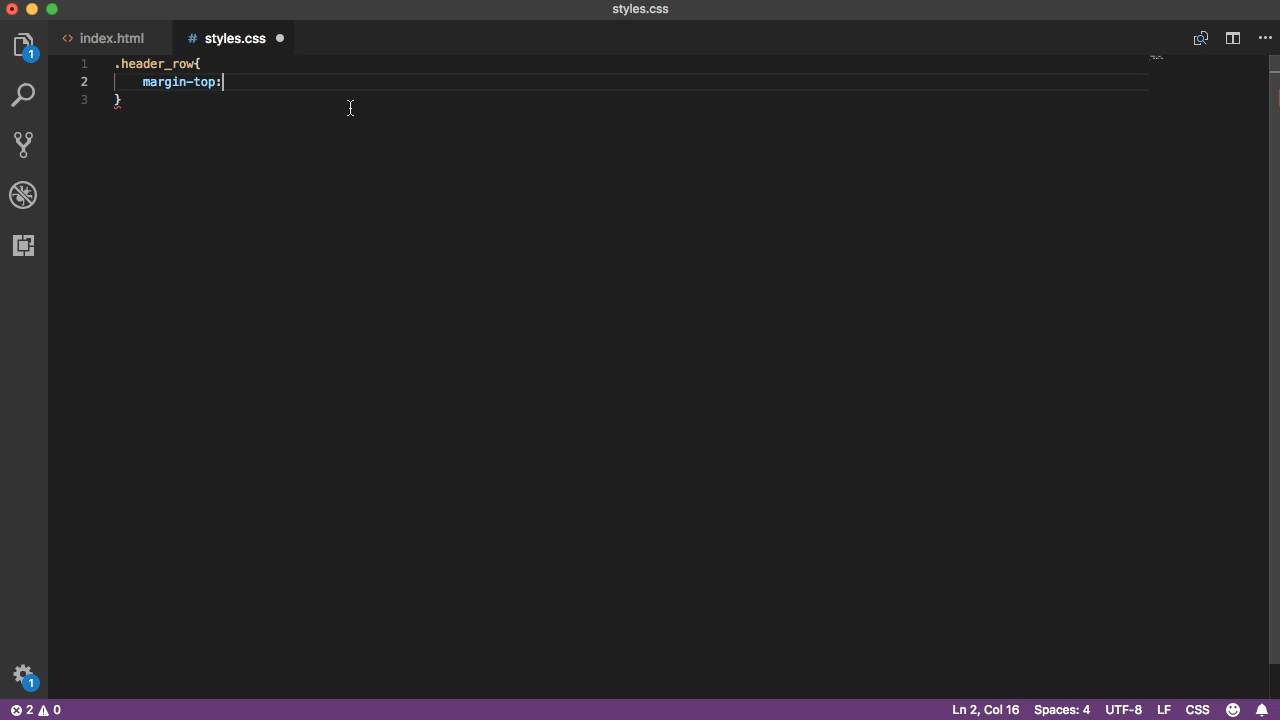 styles.css
<> index.html
# styles.css
1
1 .header_row{
2 margin-top:
3 }
1
2 0
Ln 2, Col 16 Spaces: 4 UTF-8 LF CSS